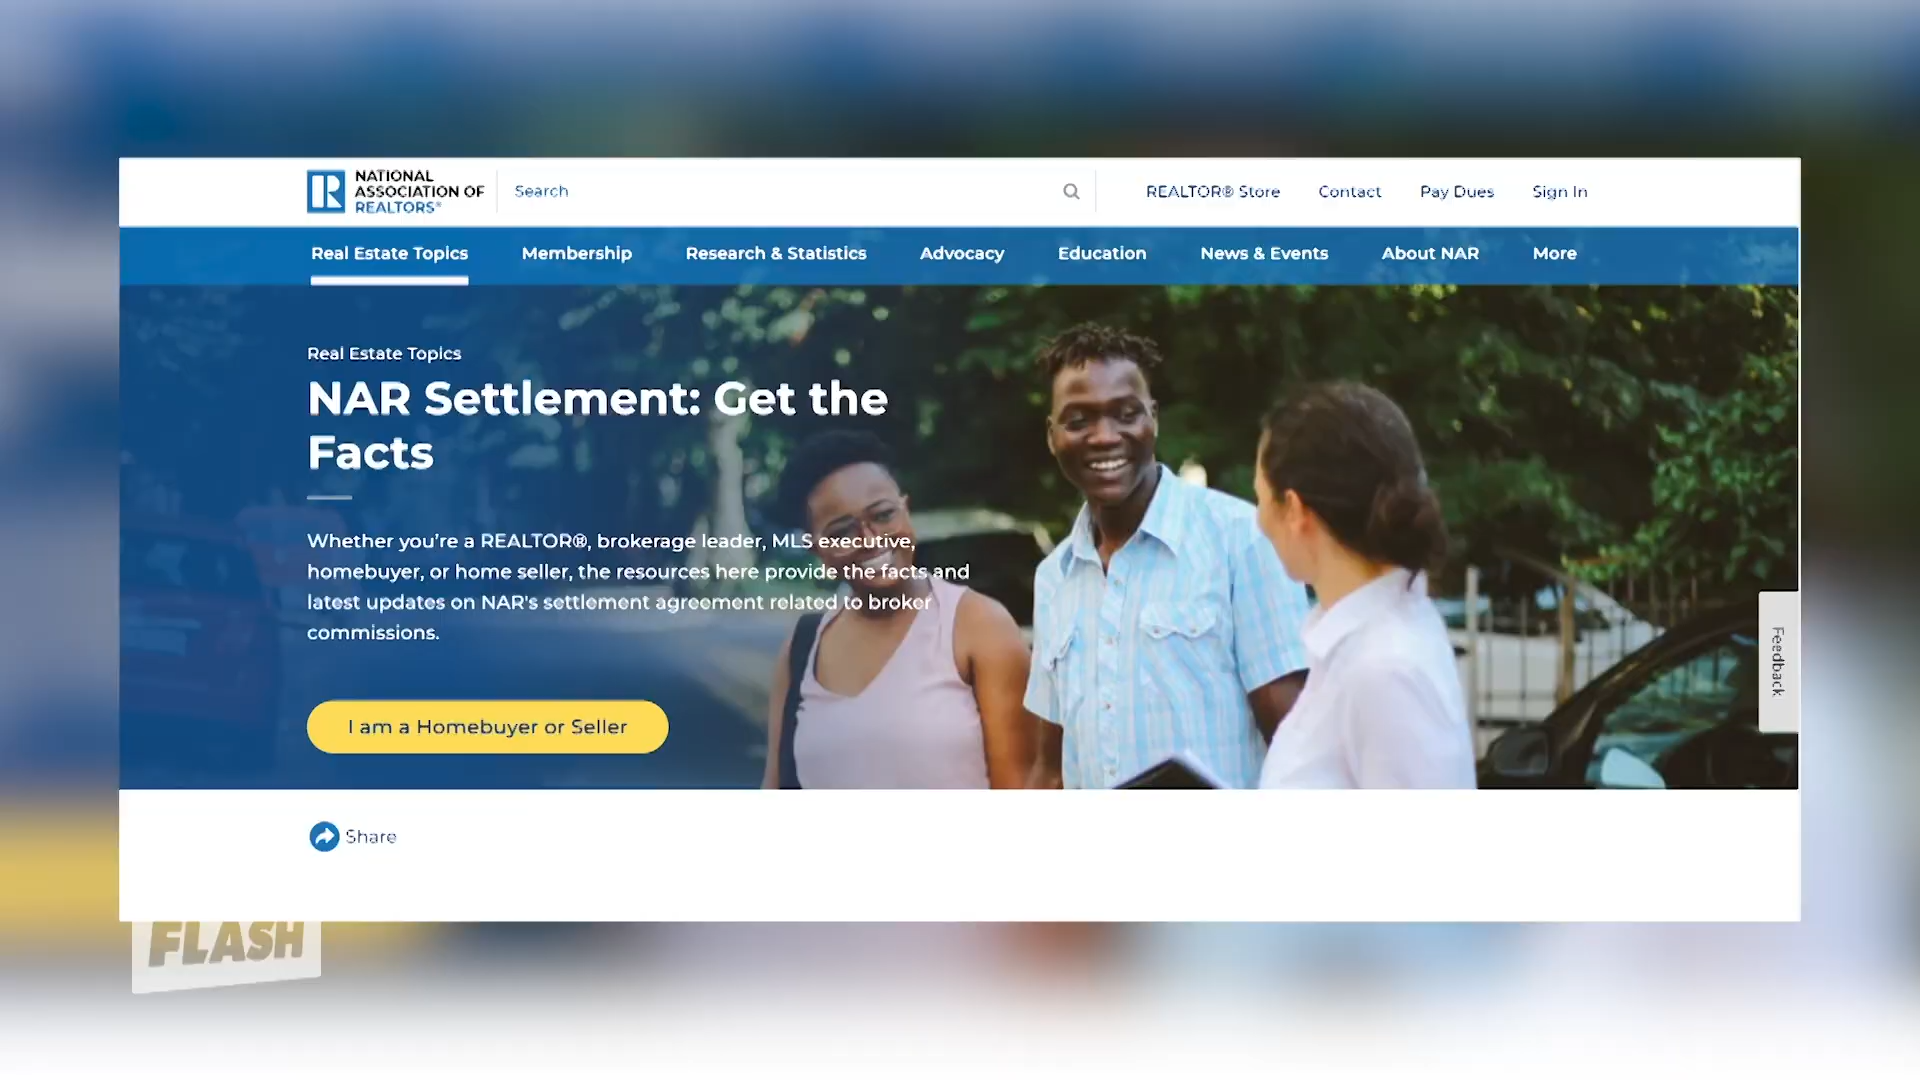 NATIONAL
ASSOCIATION OF
REALTORS®
Search
REALTOR® Store
Contact
Pay Dues
Sign In
Real Estate Topics
Membership
Research & Statistics
Advocacy
Education
News & Events
About NAR
More
Real Estate Topics
NAR Settlement: Get the
Facts
Whether you're a REALTOR®, brokerage leader, MLS executive,
homebuyer, or home seller, the resources here provide the facts and
latest updates on NAR's settlement agreement related to broker
commissions.
I am a Homebuyer or Seller
Feedback
Share
FLASH